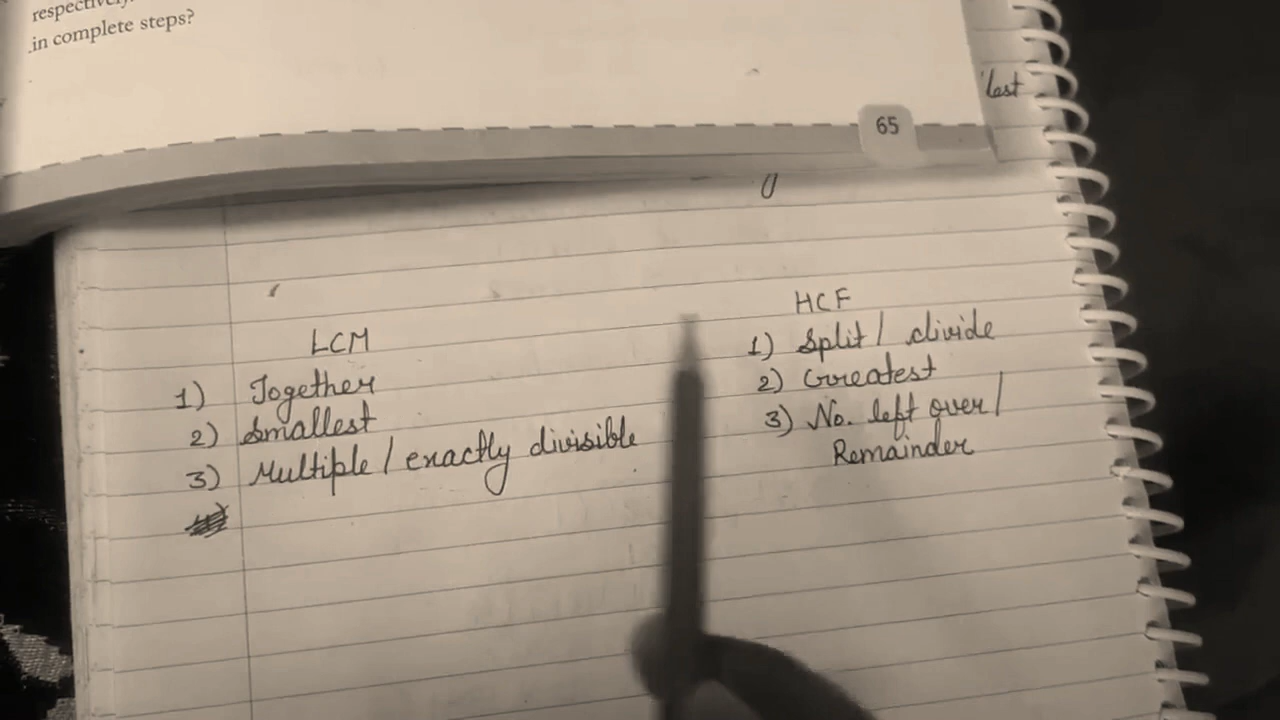 respectively.
in complete steps?
65
last
LCM
1) Together
2) Smallest
3) Multiple / exactly divisible
HCF
1) Split / divide
2) Greatest
3) No. left over /
Remainder